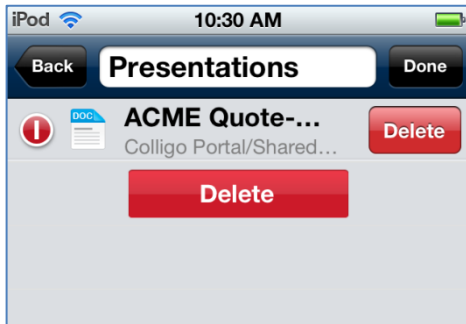 iPod 10:30 AM
Back Presentations Done
DOC ACME Quote-... Delete
Colligo Portal/Shared...
Delete